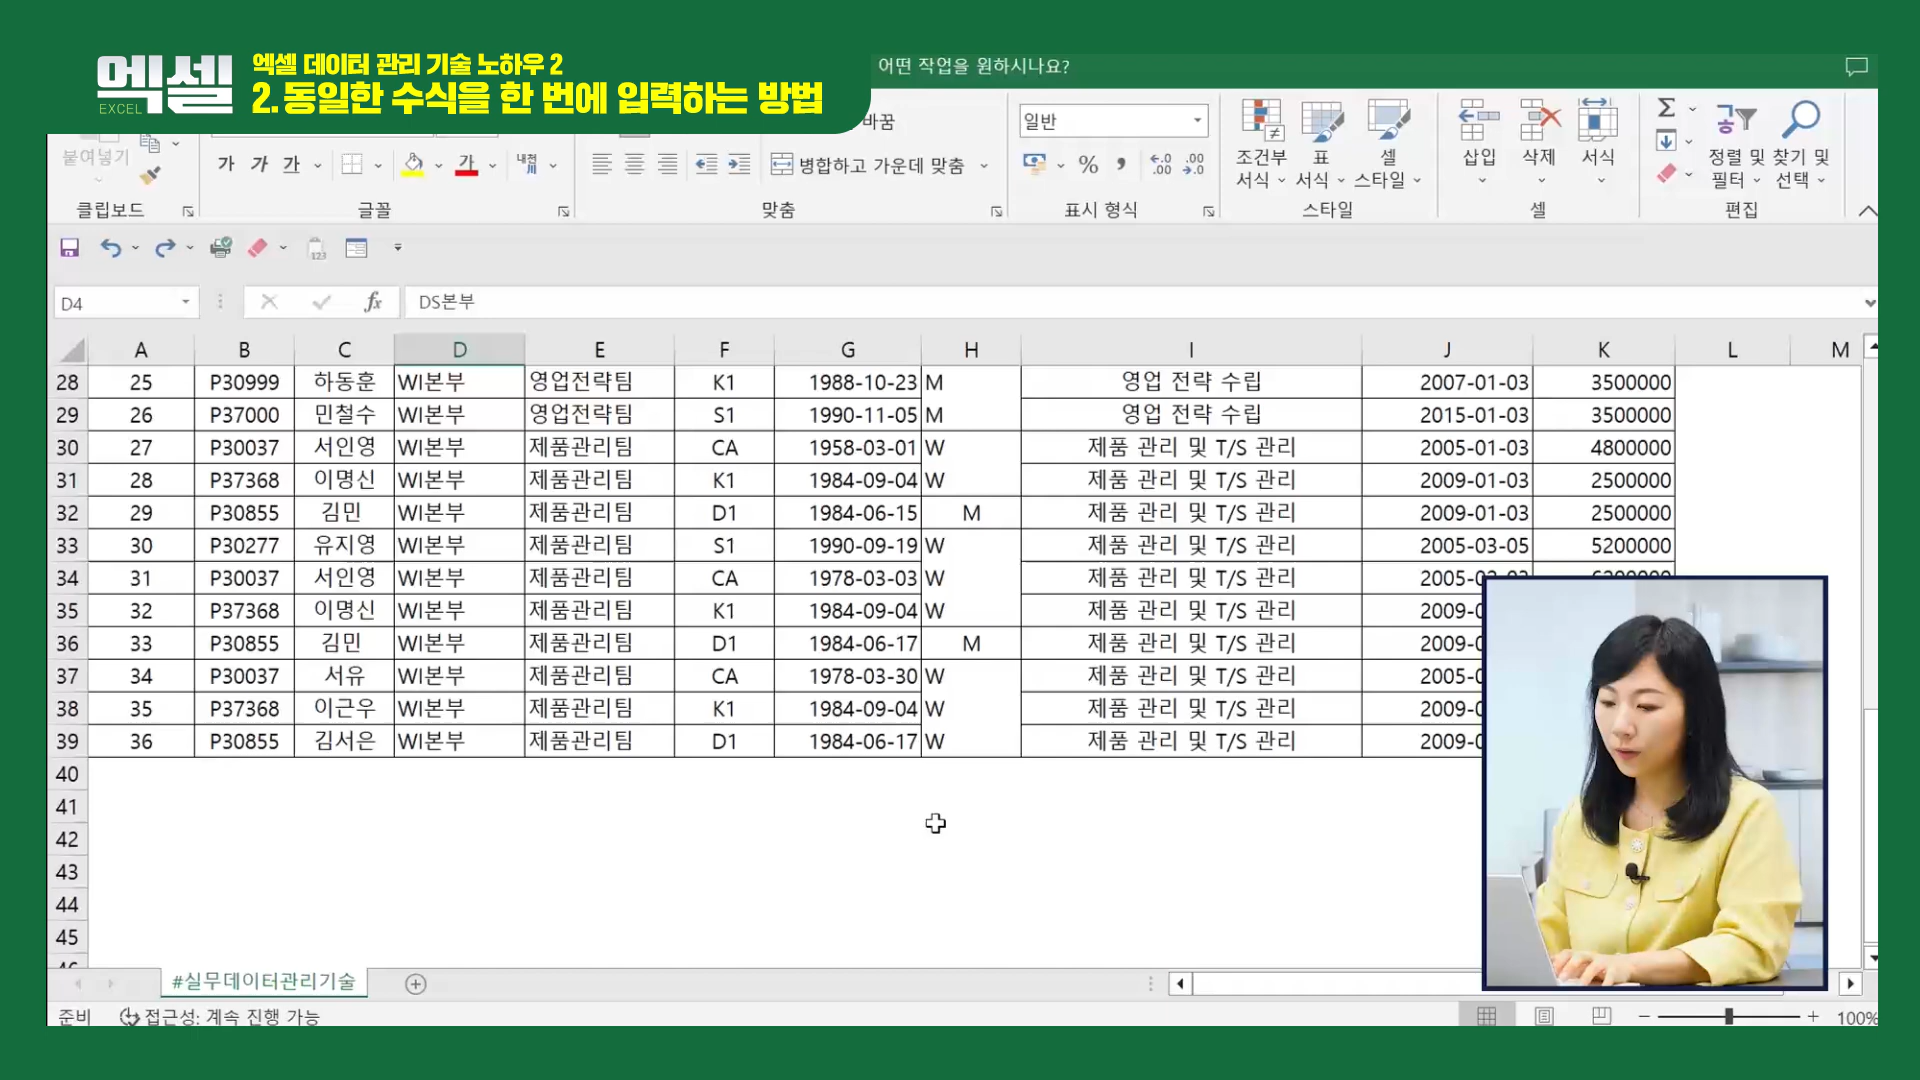 엑셀 데이터 관리 기술 노하우 2
엑셀
EXCEL
2. 동일한 수식을 한 번에 입력하는 방법
어떤 작업을 원하시나요?
붙여넣기
가 가 가
가
내천
바꿈
병합하고 가운데 맞춤
일반
% 9
←.0 .00
.00 →.0
조건부 표 셀
서식 서식 스타일
삽입 삭제 서식
Σ
정렬 및 찾기 및
필터 선택
클립보드 글꼴 맞춤 표시 형식 스타일 셀 편집
D4 fx DS본부
A B C D E F G H I J K L M
28 25 P30999 하동훈 WI본부 영업전략팀 K1 1988-10-23 M 영업 전략 수립 2007-01-03 3500000
29 26 P37000 민철수 WI본부 영업전략팀 S1 1990-11-05 M 영업 전략 수립 2015-01-03 3500000
30 27 P30037 서인영 WI본부 제품관리팀 CA 1958-03-01 W 제품 관리 및 T/S 관리 2005-01-03 4800000
31 28 P37368 이명신 WI본부 제품관리팀 K1 1984-09-04 W 제품 관리 및 T/S 관리 2009-01-03 2500000
32 29 P30855 김민 WI본부 제품관리팀 D1 1984-06-15 M 제품 관리 및 T/S 관리 2009-01-03 2500000
33 30 P30277 유지영 WI본부 제품관리팀 S1 1990-09-19 W 제품 관리 및 T/S 관리 2005-03-05 5200000
34 31 P30037 서인영 WI본부 제품관리팀 CA 1978-03-03 W 제품 관리 및 T/S 관리 2005-0
35 32 P37368 이명신 WI본부 제품관리팀 K1 1984-09-04 W 제품 관리 및 T/S 관리 2009-0
36 33 P30855 김민 WI본부 제품관리팀 D1 1984-06-17 M 제품 관리 및 T/S 관리 2009-0
37 34 P30037 서유 WI본부 제품관리팀 CA 1978-03-30 W 제품 관리 및 T/S 관리 2005-0
38 35 P37368 이근우 WI본부 제품관리팀 K1 1984-09-04 W 제품 관리 및 T/S 관리 2009-0
39 36 P30855 김서은 WI본부 제품관리팀 D1 1984-06-17 W 제품 관리 및 T/S 관리 2009-0
40
41
42
43
44
45
#실무데이터관리기술
준비 접근성: 계속 진행 가능
100%